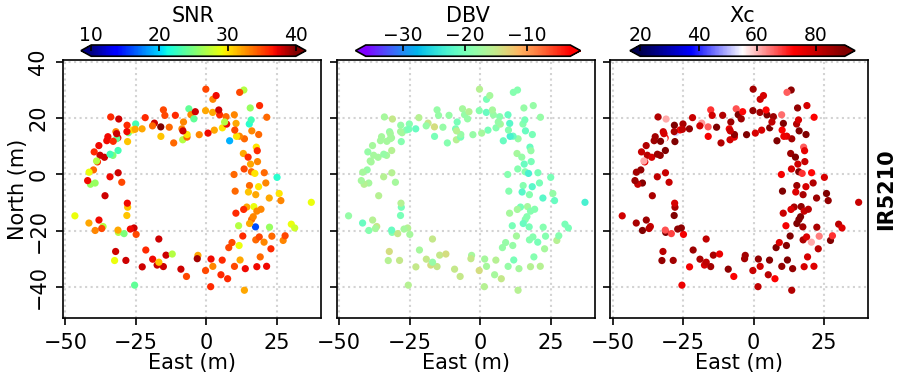 SNR DBV Xc
10 20 30 40 −30 −20 −10 20 40 60 80
40
20
0
−20
−40
North (m)
−50 −25 0 25 −50 −25 0 25 −50 −25 0 25
East (m) East (m) East (m)
IR5210